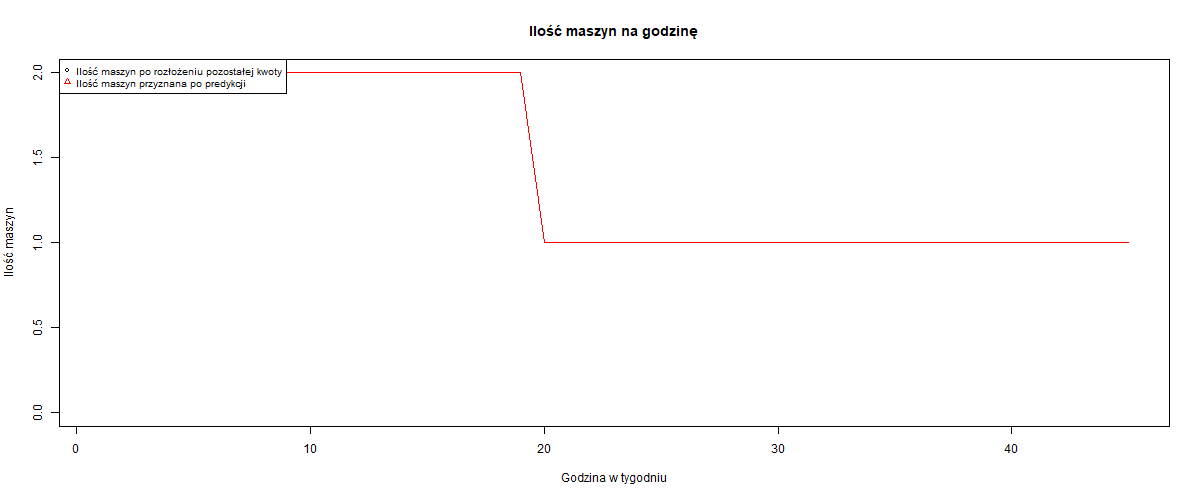 Ilość maszyn na godzinę
Ilość maszyn po rozłożeniu pozostałej kwoty
Ilość maszyn przyznana po predykcji
Ilość maszyn
2.0
1.5
1.0
0.5
0.0
0 10 20 30 40
Godzina w tygodniu